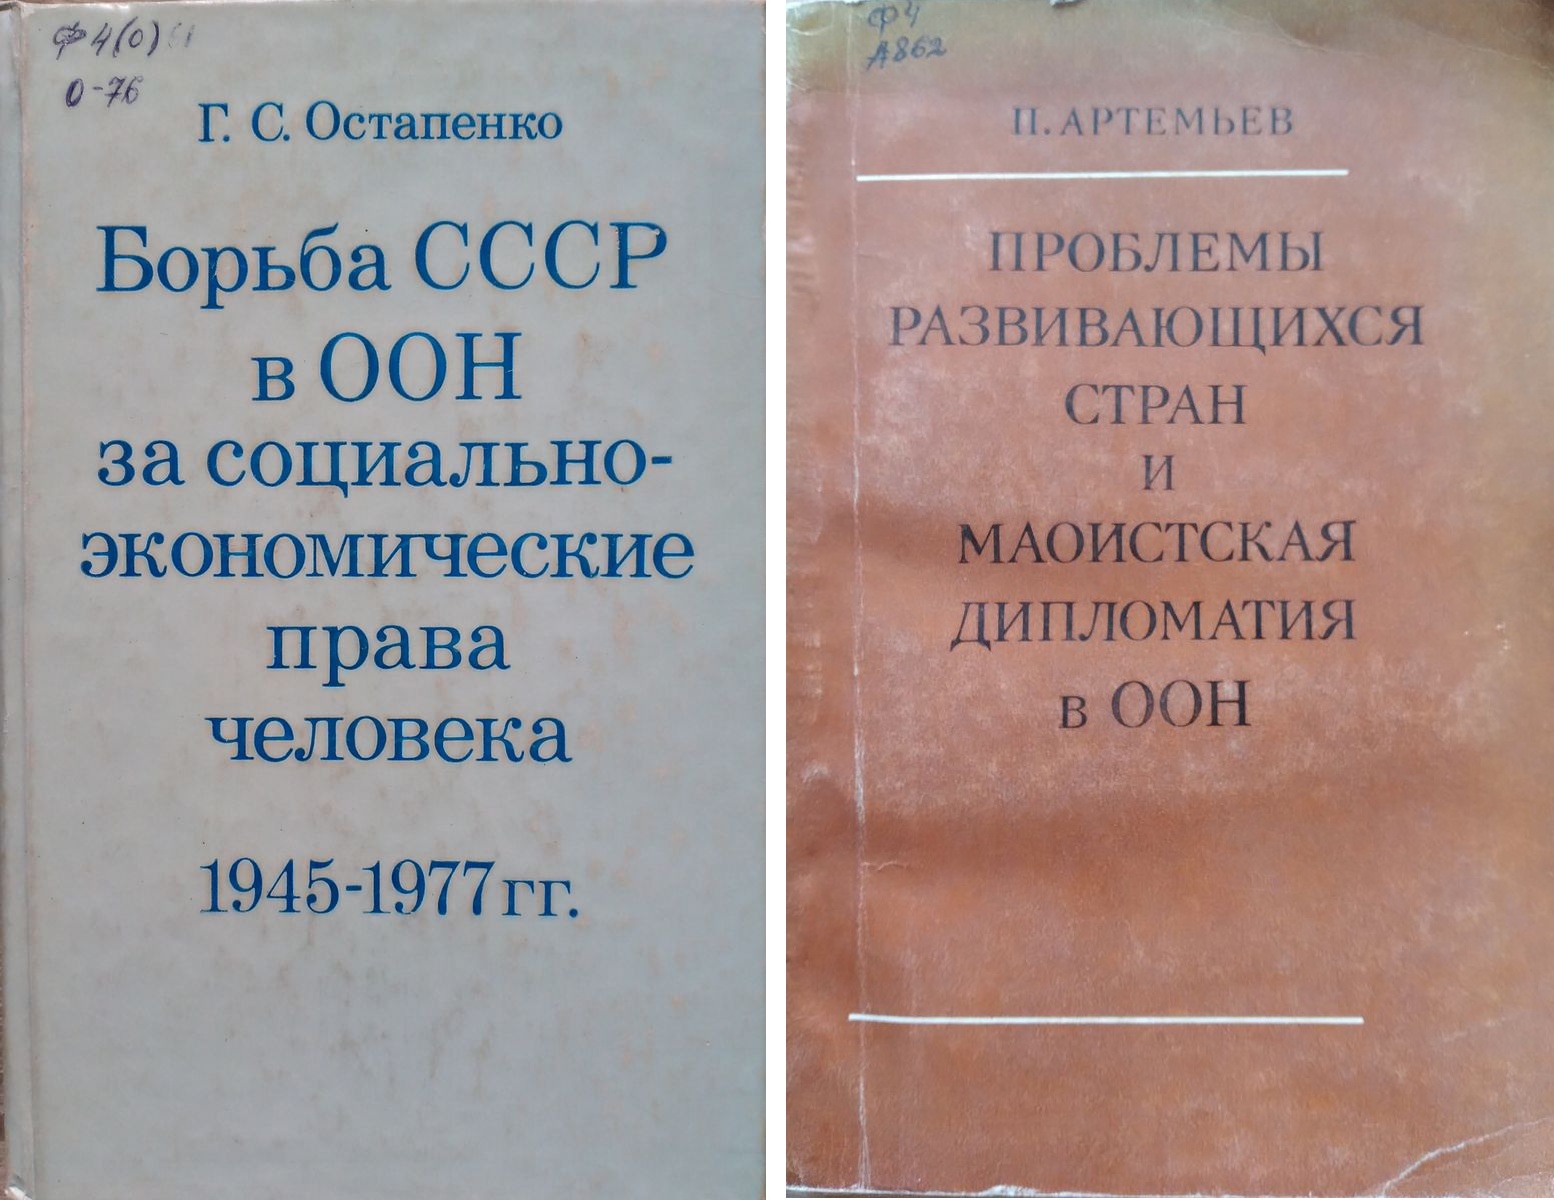 Ф4(0)
О-76
Г. С. Остапенко
Борьба СССР
в ООН
за социально-
экономические
права
человека
1945-1977 гг.
Ф4
А862
П. АРТЕМЬЕВ
ПРОБЛЕМЫ
РАЗВИВАЮЩИХСЯ
СТРАН
И
МАОИСТСКАЯ
ДИПЛОМАТИЯ
в ООН